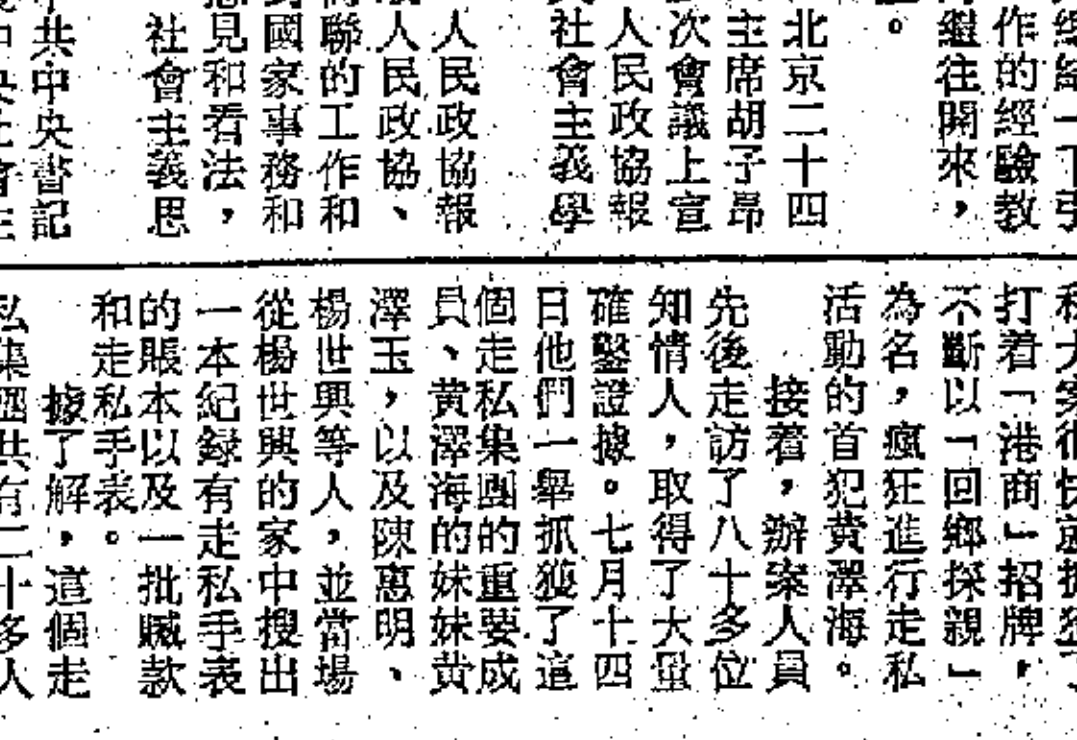 作的經驗教
繼往開來，
。
北京二十四
主席胡子昂
次會議上宣
人民政協報
社會主義學
人民政協報
人民政協、
聯的工作和
國家事務和
見和看法，
社會主義思
共中央書記
打着「港商」招牌，
不斷以「回鄉探親」
為名，瘋狂進行走私
活動的首犯黃澤海。
接着，辦案人員
先後走訪了八十多位
知情人，取得了大量
確鑿證據。七月十四
日他們一舉抓獲了這
個走私集團的重要成
員、黃澤海的妹妹黃
澤玉，以及陳惠明、
楊世興等人，並當場
從楊世興的家中搜出
一本紀録有走私手表
的賬本以及一批贓款
和走私手表。
據了解，這個走
私集團共有二十多人